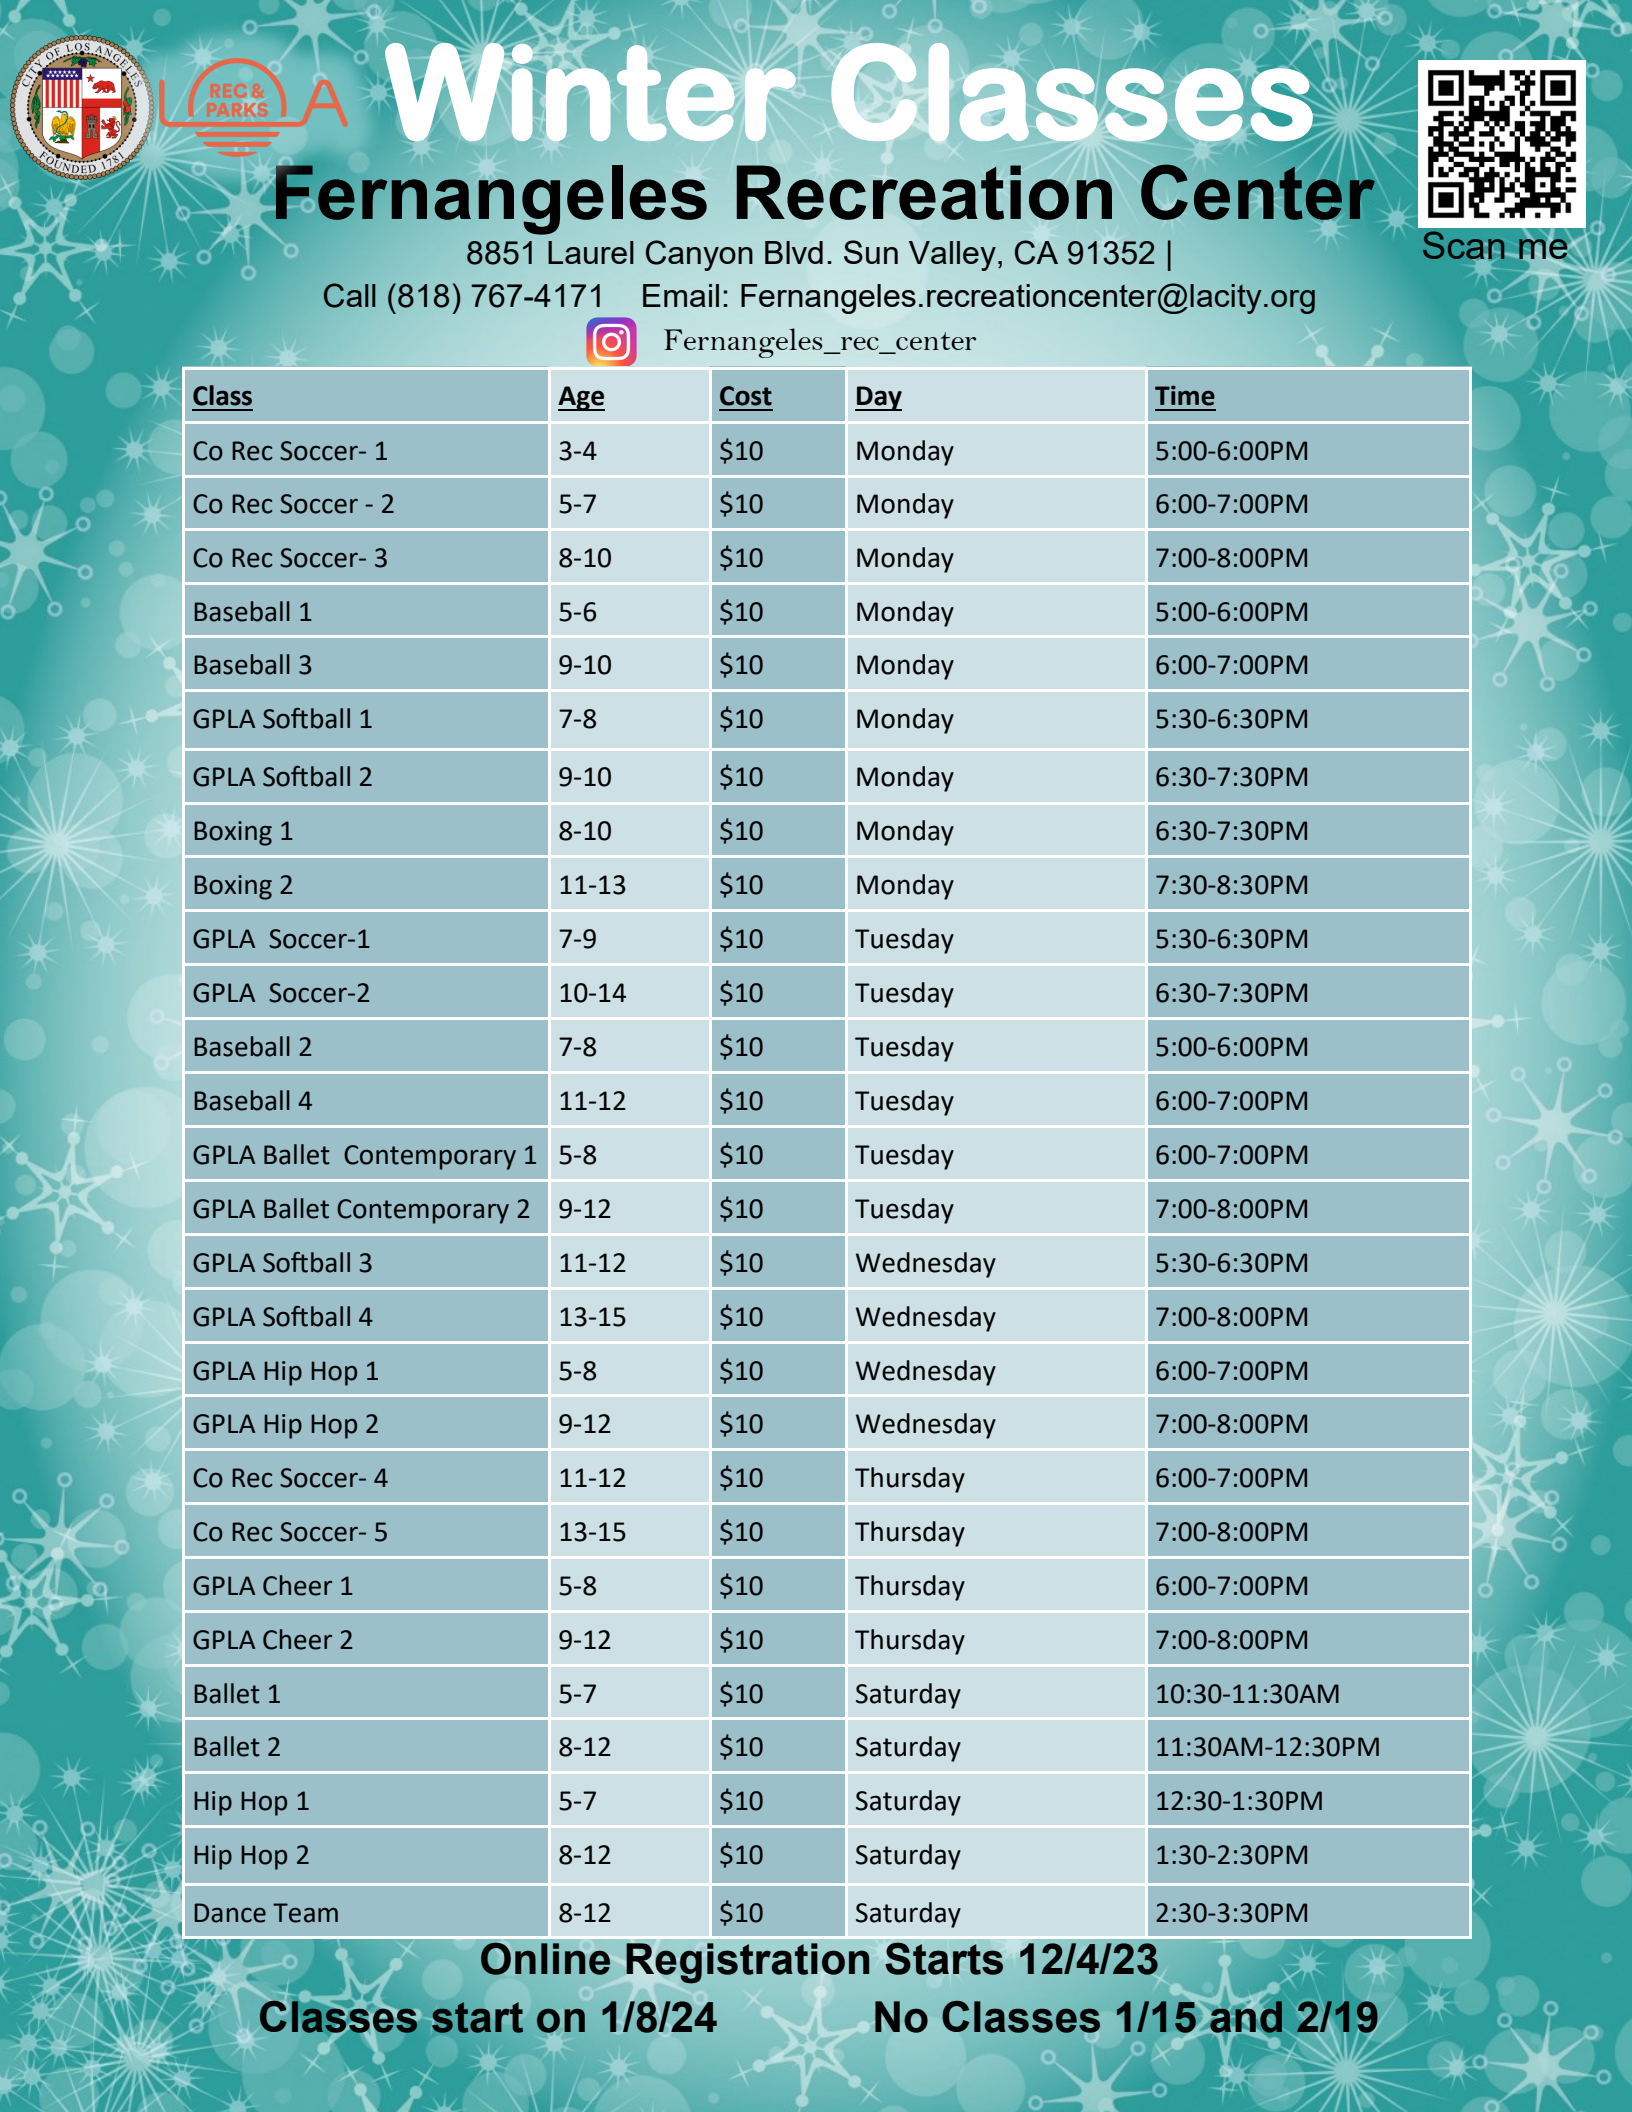 CITY OF LOS ANGELES
FOUNDED 1781
LA
REC &
PARKS
Winter Classes
Fernangeles Recreation Center
8851 Laurel Canyon Blvd. Sun Valley, CA 91352 |
Scan me
Call (818) 767-4171 Email: Fernangeles.recreationcenter@lacity.org
Fernangeles_rec_center
Class Age Cost Day Time
Co Rec Soccer- 1 3-4 $10 Monday 5:00-6:00PM
Co Rec Soccer - 2 5-7 $10 Monday 6:00-7:00PM
Co Rec Soccer- 3 8-10 $10 Monday 7:00-8:00PM
Baseball 1 5-6 $10 Monday 5:00-6:00PM
Baseball 3 9-10 $10 Monday 6:00-7:00PM
GPLA Softball 1 7-8 $10 Monday 5:30-6:30PM
GPLA Softball 2 9-10 $10 Monday 6:30-7:30PM
Boxing 1 8-10 $10 Monday 6:30-7:30PM
Boxing 2 11-13 $10 Monday 7:30-8:30PM
GPLA Soccer-1 7-9 $10 Tuesday 5:30-6:30PM
GPLA Soccer-2 10-14 $10 Tuesday 6:30-7:30PM
Baseball 2 7-8 $10 Tuesday 5:00-6:00PM
Baseball 4 11-12 $10 Tuesday 6:00-7:00PM
GPLA Ballet Contemporary 1 5-8 $10 Tuesday 6:00-7:00PM
GPLA Ballet Contemporary 2 9-12 $10 Tuesday 7:00-8:00PM
GPLA Softball 3 11-12 $10 Wednesday 5:30-6:30PM
GPLA Softball 4 13-15 $10 Wednesday 7:00-8:00PM
GPLA Hip Hop 1 5-8 $10 Wednesday 6:00-7:00PM
GPLA Hip Hop 2 9-12 $10 Wednesday 7:00-8:00PM
Co Rec Soccer- 4 11-12 $10 Thursday 6:00-7:00PM
Co Rec Soccer- 5 13-15 $10 Thursday 7:00-8:00PM
GPLA Cheer 1 5-8 $10 Thursday 6:00-7:00PM
GPLA Cheer 2 9-12 $10 Thursday 7:00-8:00PM
Ballet 1 5-7 $10 Saturday 10:30-11:30AM
Ballet 2 8-12 $10 Saturday 11:30AM-12:30PM
Hip Hop 1 5-7 $10 Saturday 12:30-1:30PM
Hip Hop 2 8-12 $10 Saturday 1:30-2:30PM
Dance Team 8-12 $10 Saturday 2:30-3:30PM
Online Registration Starts 12/4/23
Classes start on 1/8/24 No Classes 1/15 and 2/19